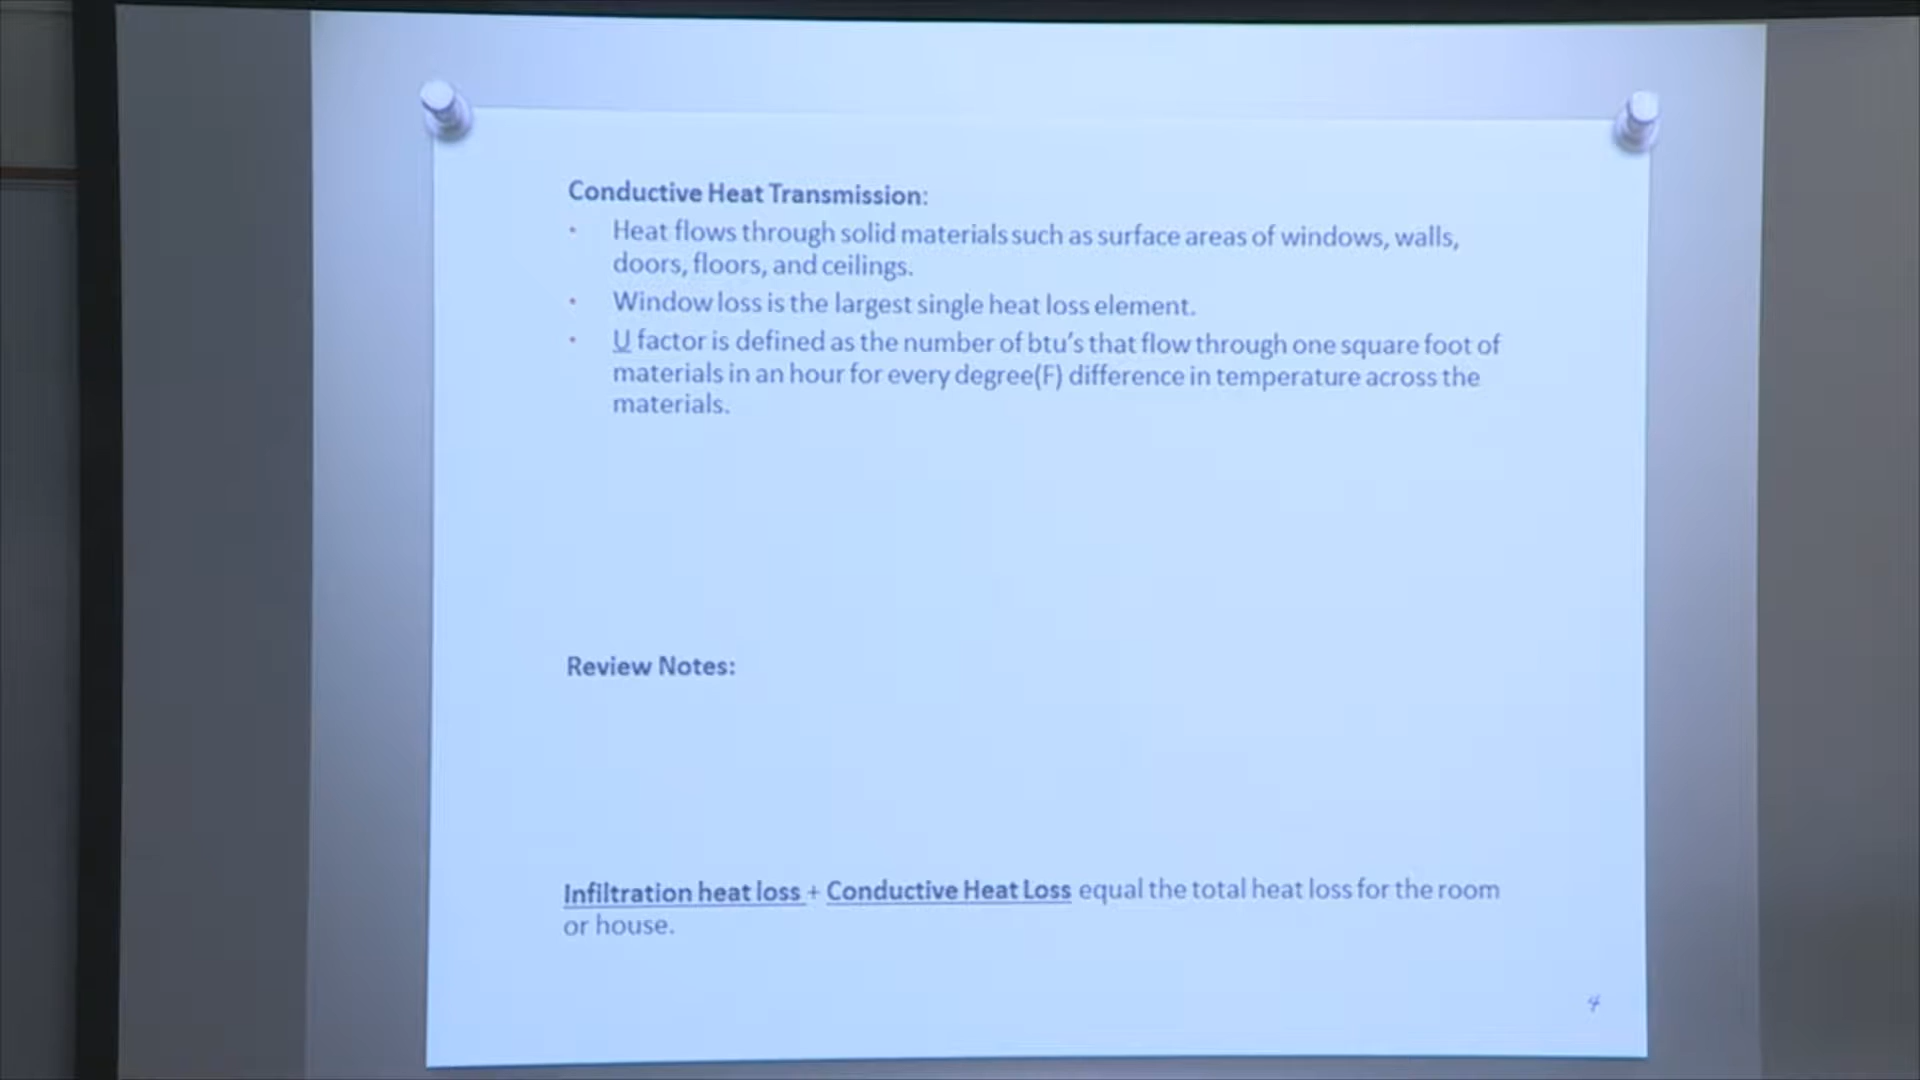 Conductive Heat Transmission:
• Heat flows through solid materials such as surface areas of windows, walls,
doors, floors, and ceilings.
• Window loss is the largest single heat loss element.
• U factor is defined as the number of btu's that flow through one square foot of
materials in an hour for every degree(F) difference in temperature across the
materials.
Review Notes:
Infiltration heat loss + Conductive Heat Loss equal the total heat loss for the room
or house.
4